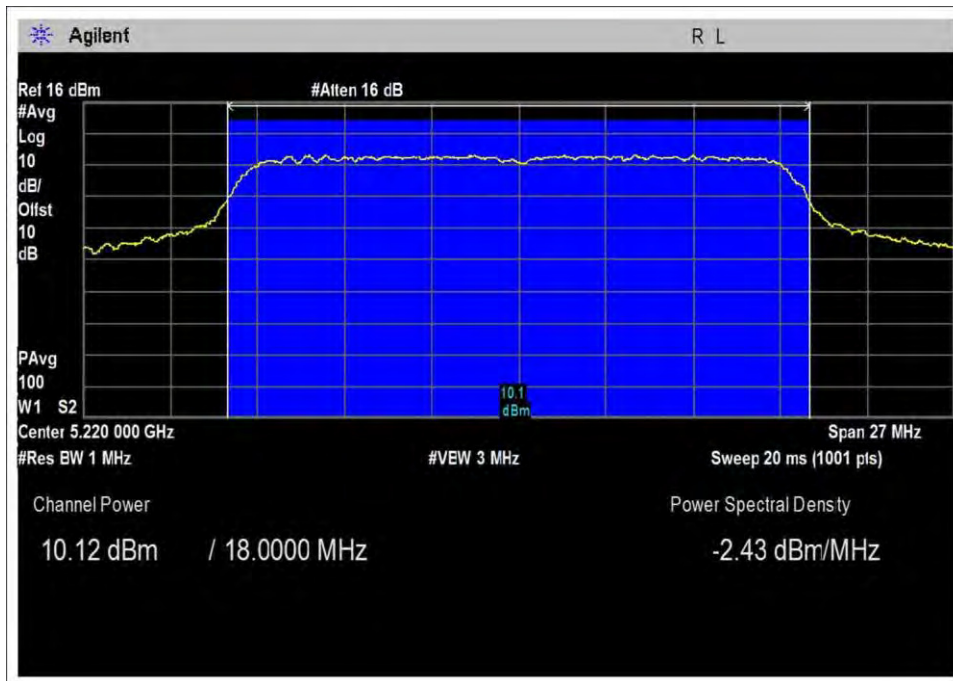 Agilent R L
Ref 16 dBm #Atten 16 dB
#Avg
Log
10
dB/
Offst
10
dB
PAvg
100
W1 S2
10.1
dBm
Center 5.220 000 GHz Span 27 MHz
#Res BW 1 MHz #VBW 3 MHz Sweep 20 ms (1001 pts)
Channel Power Power Spectral Density
10.12 dBm / 18.0000 MHz -2.43 dBm/MHz